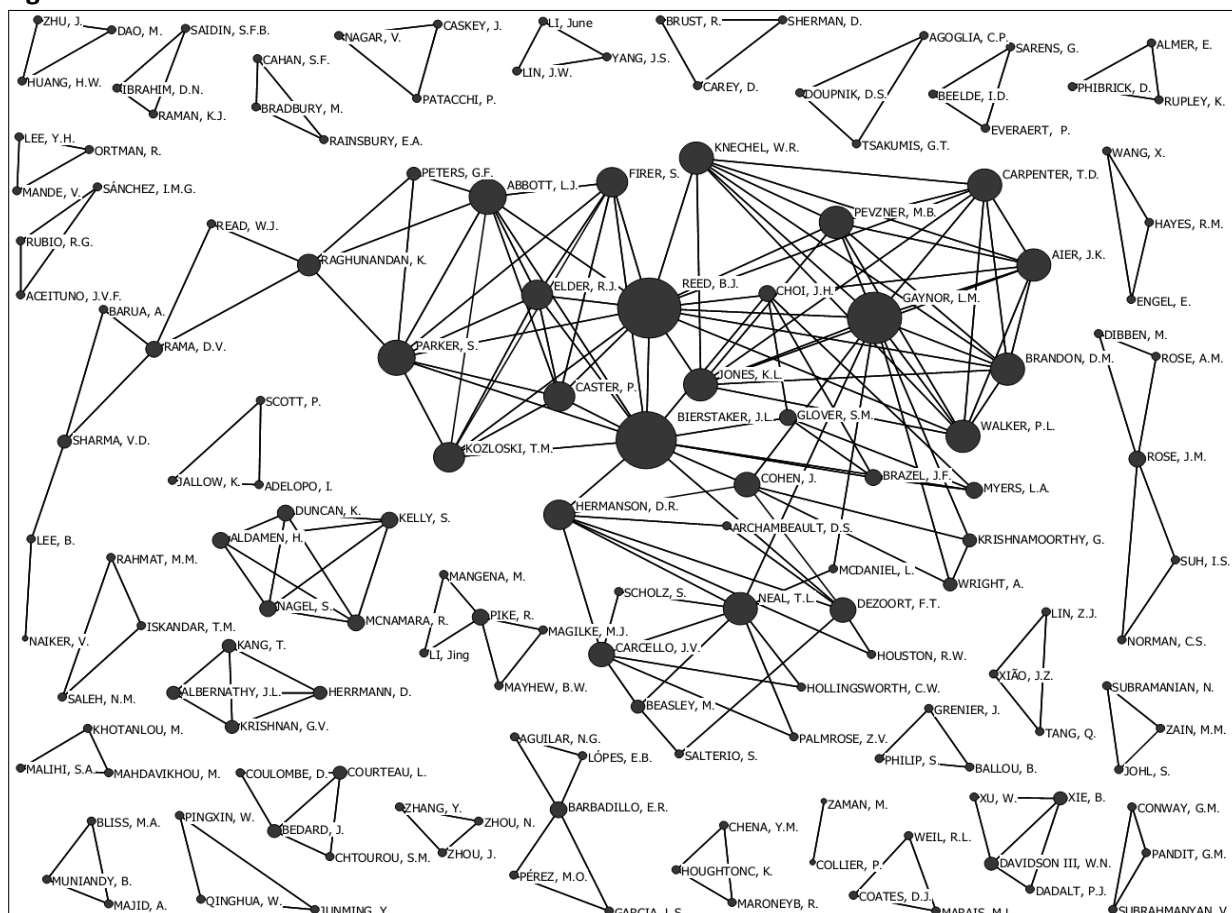 ZHU, J.
DAO, M.
HUANG, H.W.
SAIDIN, S.F.B.
IBRAHIM, D.N.
RAMAN, K.J.
CAHAN, S.F.
BRADBURY, M.
RAINSBURY, E.A.
NAGAR, V.
CASKEY, J.
PATACCHI, P.
LI, June
YANG, J.S.
LIN, J.W.
BRUST, R.
SHERMAN, D.
CAREY, D.
AGOGLIA, C.P.
DOUPNIK, D.S.
TSAKUMIS, G.T.
SARENS, G.
BEELDE, I.D.
EVERAERT, P.
ALMER, E.
PHIBRICK, D.
RUPLEY, K.
LEE, Y.H.
ORTMAN, R.
MANDE, V.
SÁNCHEZ, I.M.G.
RUBIO, R.G.
ACEITUNO, J.V.F.
PETERS, G.F.
ABBOTT, L.J.
FIRER, S.
KNECHEL, W.R.
CARPENTER, T.D.
WANG, X.
HAYES, R.M.
ENGEL, E.
READ, W.J.
RAGHUNANDAN, K.
PEVZNER, M.B.
AIER, J.K.
ELDER, R.J.
REED, B.J.
CHOI, J.H.
GAYNOR, L.M.
BARUA, A.
RAMA, D.V.
PARKER, S.
CASTER, P.
JONES, K.L.
BRANDON, D.M.
DIBBEN, M.
ROSE, A.M.
SCOTT, P.
SHARMA, V.D.
KOZLOSKI, T.M.
BIERSTAKER, J.L.
GLOVER, S.M.
WALKER, P.L.
ROSE, J.M.
JALLOW, K.
ADELOPO, I.
COHEN, J.
BRAZEL, J.F.
MYERS, L.A.
DUNCAN, K.
KELLY, S.
ALDAMEN, H.
HERMANSON, D.R.
ARCHAMBEAULT, D.S.
KRISHNAMOORTHY, G.
LEE, B.
RAHMAT, M.M.
MANGENA, M.
MCDANIEL, L.
WRIGHT, A.
SUH, I.S.
NAGEL, S.
MCNAMARA, R.
PIKE, R.
SCHOLZ, S.
NEAL, T.L.
DEZOORT, F.T.
LIN, Z.J.
NAIKER, V.
ISKANDAR, T.M.
MAGILKE, M.J.
NORMAN, C.S.
KANG, T.
LI, Jing
CARCELLO, J.V.
HOUSTON, R.W.
XIÃO, J.Z.
SALEH, N.M.
ALBERNATHY, J.L.
HERRMANN, D.
MAYHEW, B.W.
HOLLINGSWORTH, C.W.
SUBRAMANIAN, N.
KRISHNAN, G.V.
BEASLEY, M.
GRENIER, J.
KHOTANLOU, M.
AGUILAR, N.G.
PALMROSE, Z.V.
TANG, Q.
ZAIN, M.M.
MALIHI, S.A.
MAHDAVIKHOU, M.
LÓPES, E.B.
SALTERIO, S.
PHILIP, S.
BALLOU, B.
JOHL, S.
COULOMBE, D.
COURTEAU, L.
BLISS, M.A.
PINGXIN, W.
ZHANG, Y.
ZHOU, N.
BARBADILLO, E.R.
ZAMAN, M.
XU, W.
XIE, B.
CONWAY, G.M.
BEDARD, J.
CHENA, Y.M.
WEIL, R.L.
CHTOUROU, S.M.
ZHOU, J.
COLLIER, P.
DAVIDSON III, W.N.
PANDIT, G.M.
MUNIANDY, B.
PÉREZ, M.O.
HOUGHTONC, K.
DADALT, P.J.
MAJID, A.
QINGHUA, W.
JUNMING, Y.
GARCIA, L.S.
MARONEYB, R.
COATES, D.J.
MARAIS, M.L.
SUBRAHMANYAN, V.